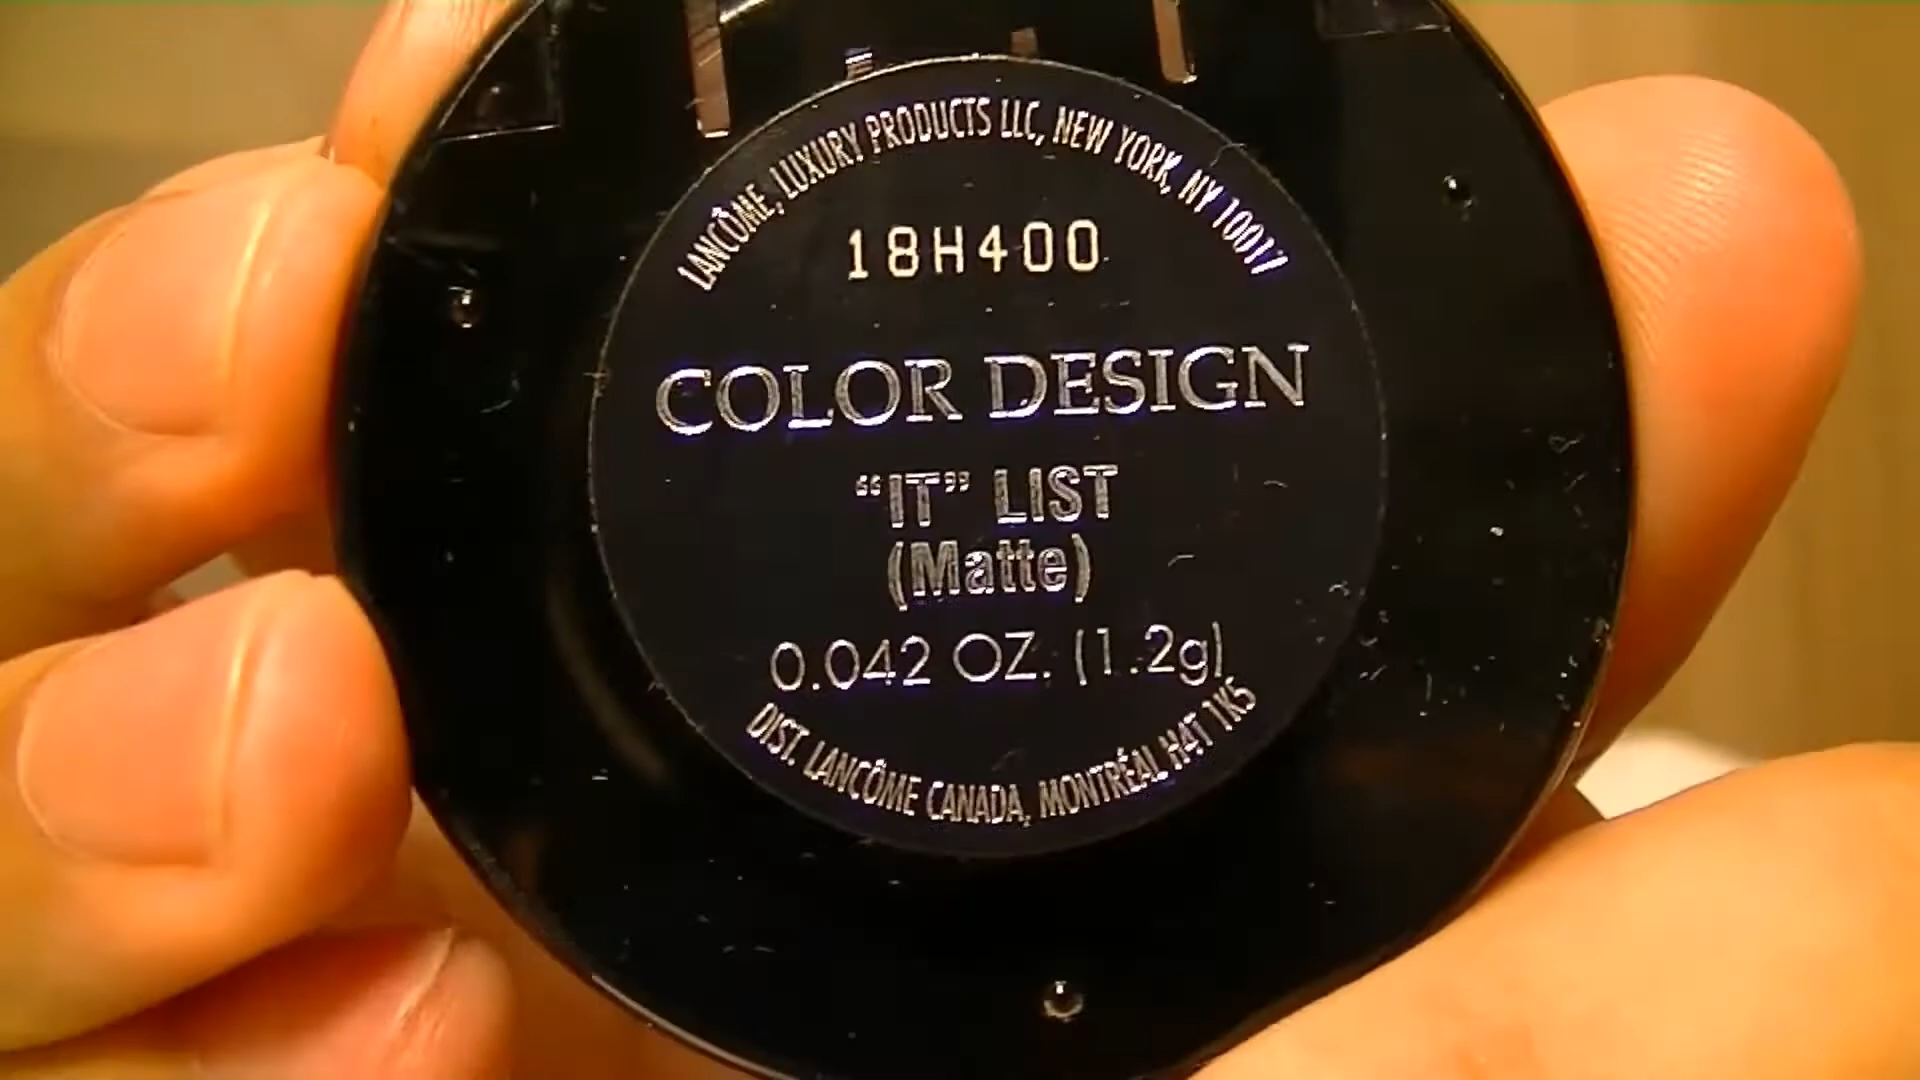 LANCÔME, LUXURY PRODUCTS LLC, NEW YORK, NY 10017
18H400
COLOR DESIGN
“IT” LIST
(Matte)
0.042 OZ. (1.2g)
DIST. LANCÔME CANADA, MONTRÉAL H4T 1K5